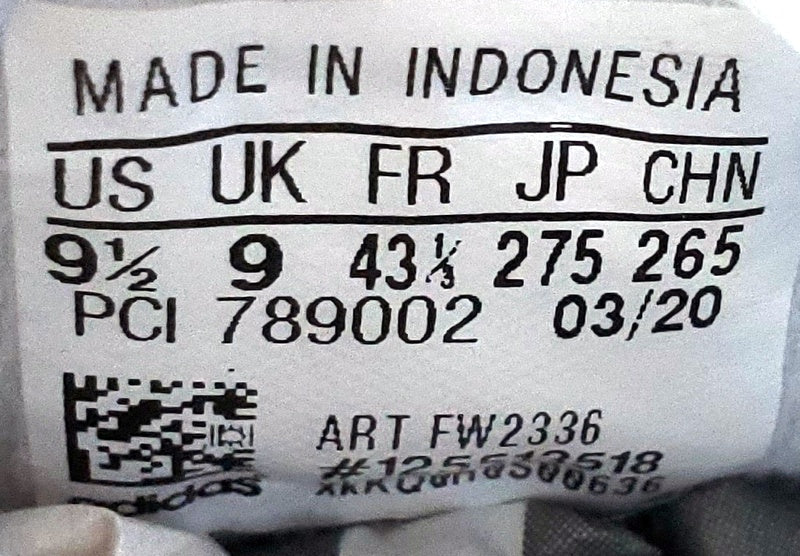 MADE IN INDONESIA
US UK FR JP CHN
9½ 9 43⅓ 275 265
PCI 789002 03/20
ART FW2336
adidas